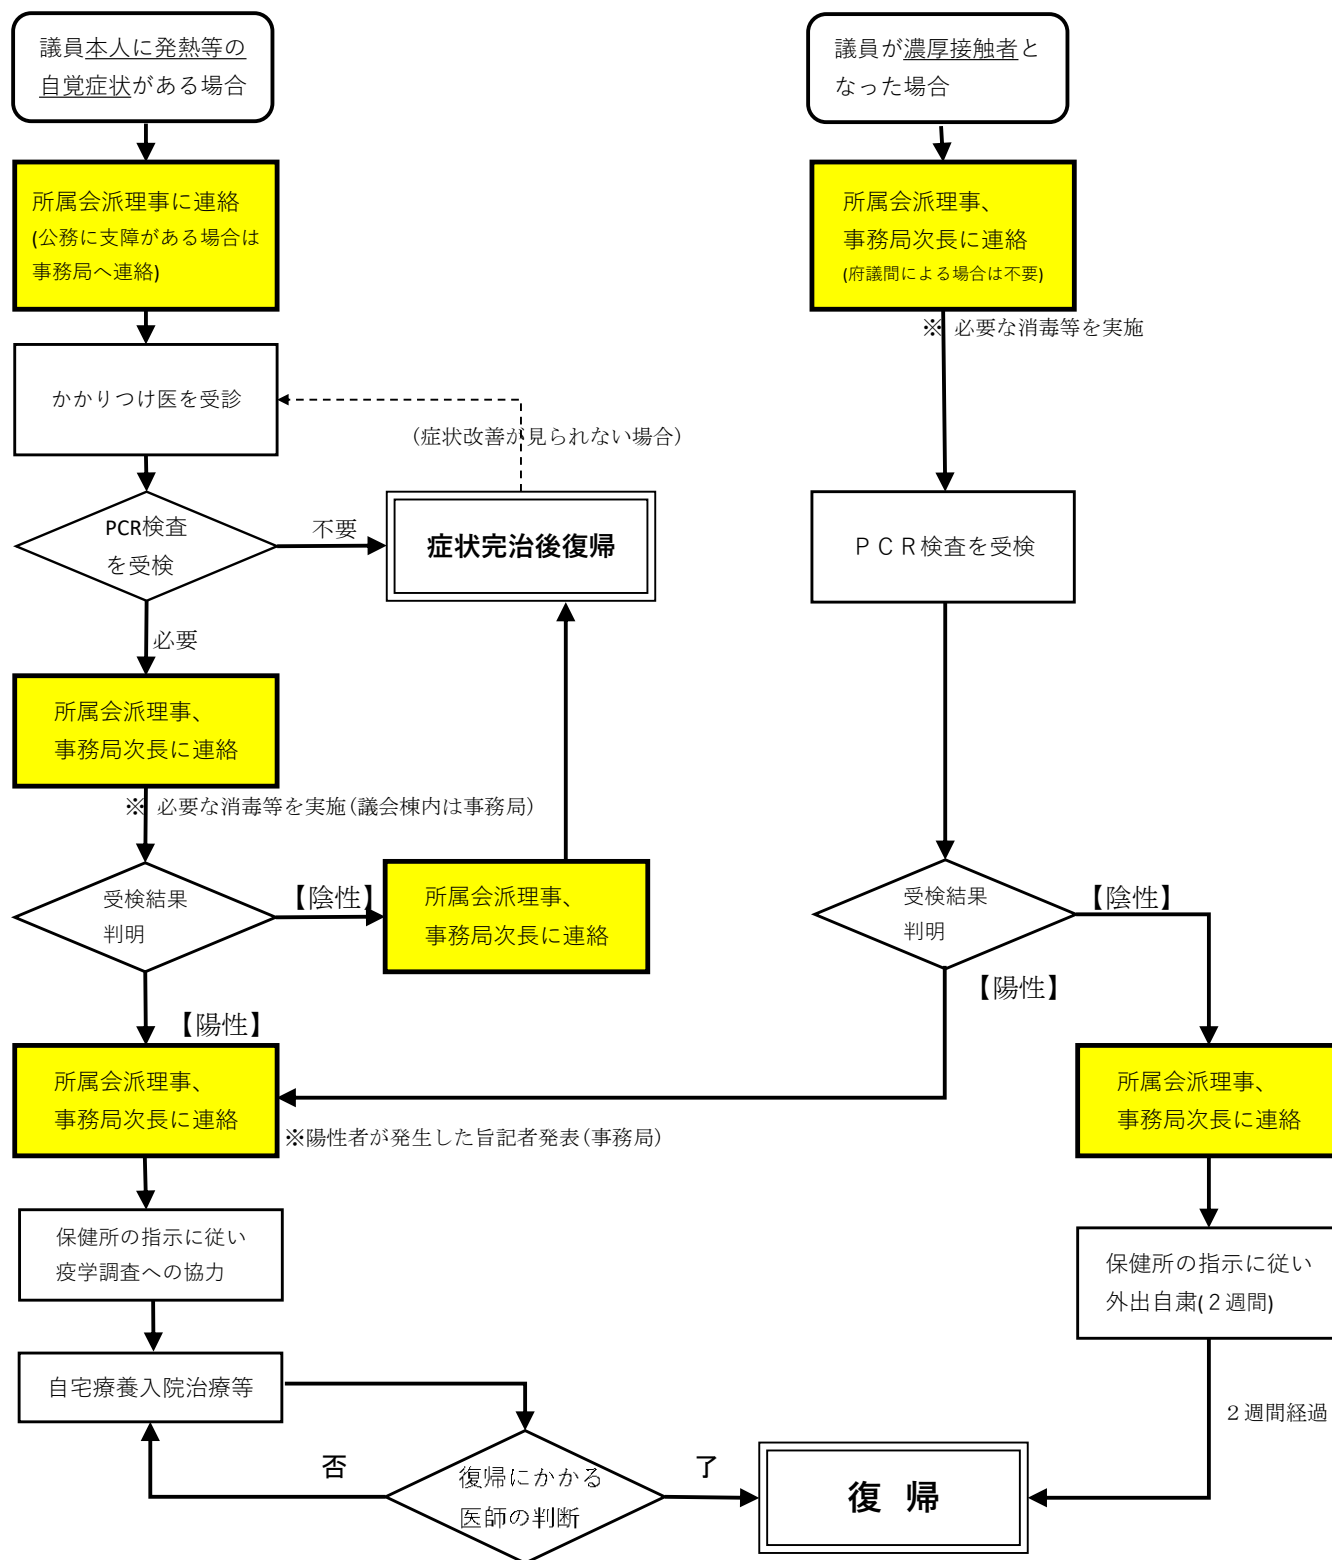 議員本人に発熱等の
自覚症状がある場合
所属会派理事に連絡
(公務に支障がある場合は
事務局へ連絡)
かかりつけ医を受診
(症状改善が見られない場合)
PCR検査
を受検
不要
症状完治後復帰
必要
所属会派理事、
事務局次長に連絡
※ 必要な消毒等を実施(議会棟内は事務局)
受検結果
判明
【陰性】
所属会派理事、
事務局次長に連絡
【陽性】
所属会派理事、
事務局次長に連絡
※陽性者が発生した旨記者発表(事務局)
保健所の指示に従い
疫学調査への協力
自宅療養入院治療等
否
復帰にかかる
医師の判断
了
復 帰
議員が濃厚接触者と
なった場合
所属会派理事、
事務局次長に連絡
(府議間による場合は不要)
※ 必要な消毒等を実施
ＰＣＲ検査を受検
受検結果
判明
【陰性】
【陽性】
所属会派理事、
事務局次長に連絡
保健所の指示に従い
外出自粛(２週間)
２週間経過